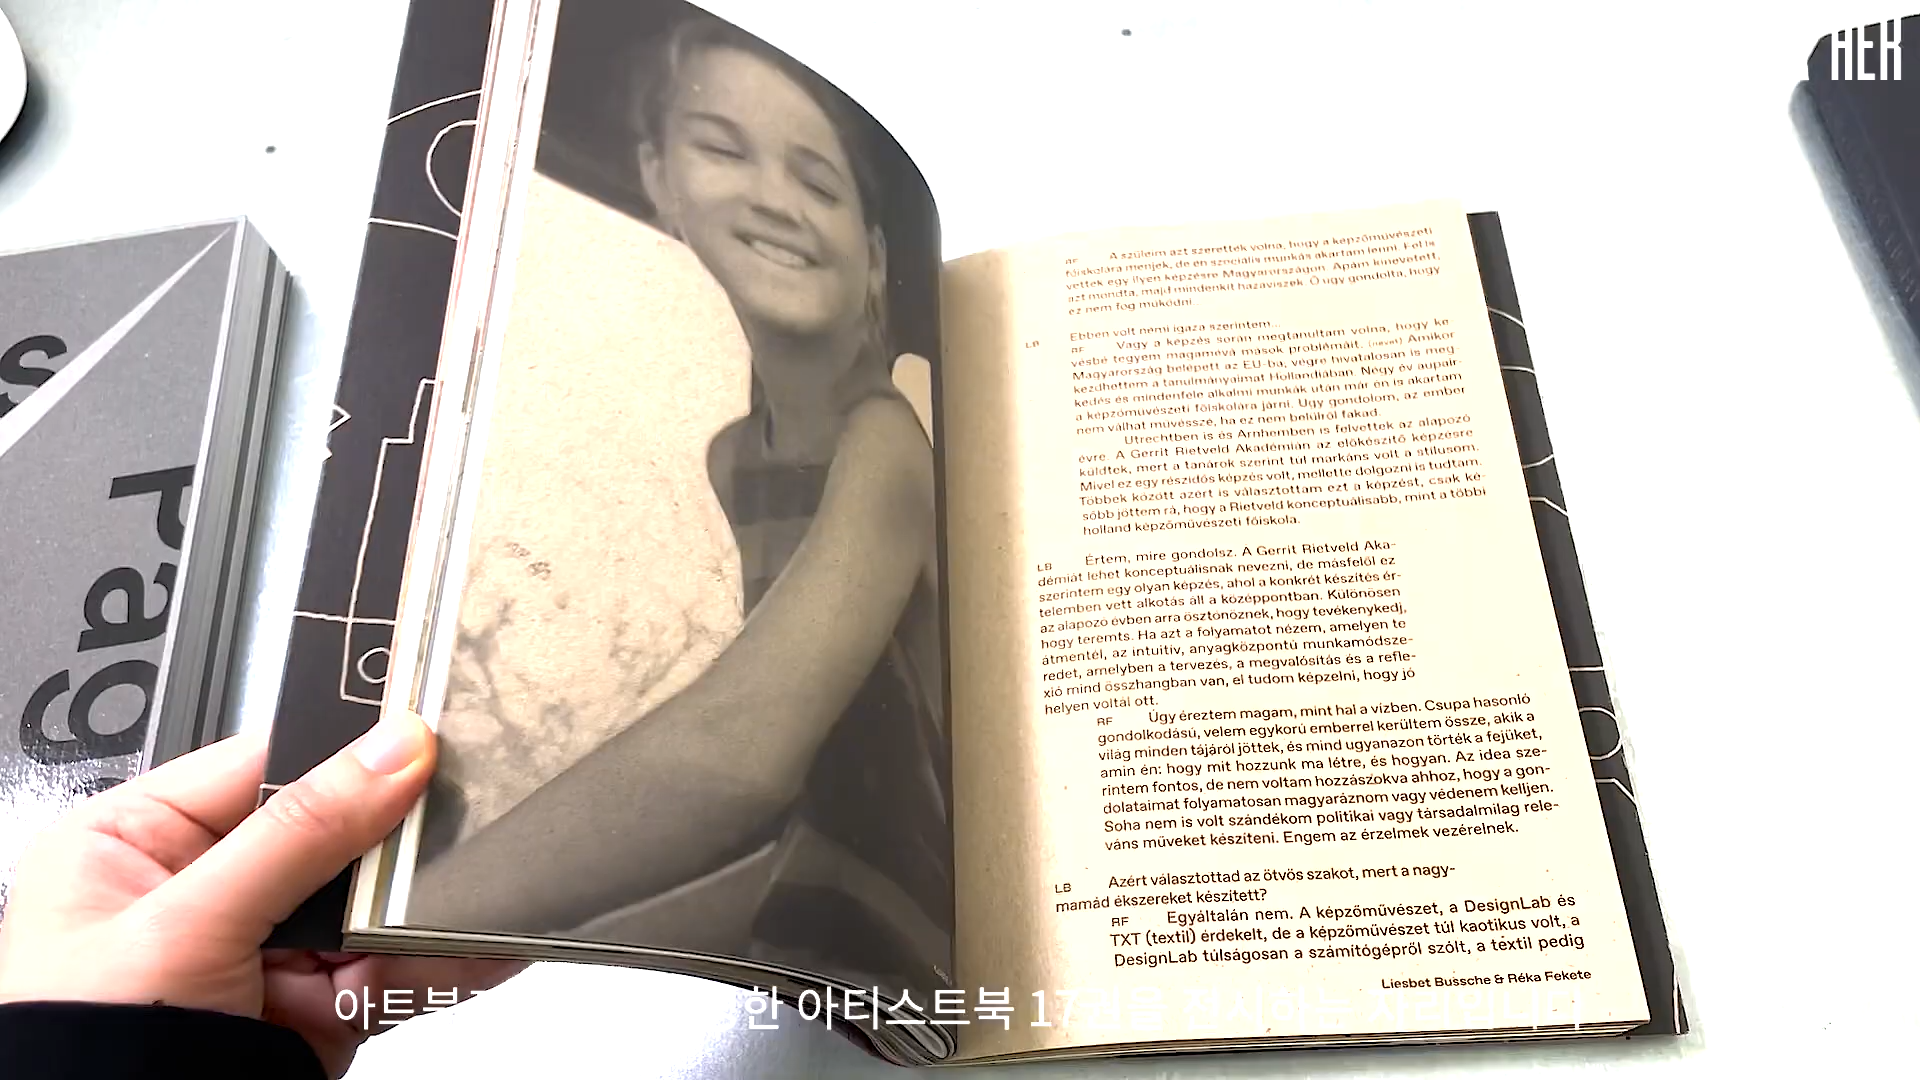 HEK
s
Pag
RF A szüleim azt szerették volna, hogy a képzőművészeti
főiskolára menjek, de én szociális munkás akartam lenni. Fel is
vettek egy ilyen képzésre Magyarországon. Apám kinevetett,
azt mondta, majd mindenkit hazaviszek. Ő úgy gondolta, hogy
ez nem fog működni.
LB Ebben volt némi igaza szerintem...
RF Vagy a képzés során megtanultam volna, hogy ke-
vésbé tegyem magamévá mások problémáit. (nevet) Amikor
Magyarország belépett az EU-ba, végre hivatalosan is meg-
kezdhettem a tanulmányaimat Hollandiában. Négy év aupair-
kedés és mindenféle alkalmi munkák után már én is akartam
a képzőművészeti főiskolára járni. Úgy gondolom, az ember
nem válhat művésszé, ha ez nem belülről fakad.
Utrechtben is és Arnhemben is felvettek az alapozó
évre. A Gerrit Rietveld Akadémián az előkészítő képzésre
küldtek, mert a tanárok szerint túl markáns volt a stílusom.
Mivel ez egy részidős képzés volt, mellette dolgozni is tudtam.
Többek között azért is választottam ezt a képzést, csak ké-
sőbb jöttem rá, hogy a Rietveld konceptuálisabb, mint a többi
holland képzőművészeti főiskola.
LB Értem, mire gondolsz. A Gerrit Rietveld Aka-
démiát lehet konceptuálisnak nevezni, de másfelől ez
szerintem egy olyan képzés, ahol a konkrét készítés ér-
telemben vett alkotás áll a középpontban. Különösen
az alapozó évben arra ösztönöznek, hogy tevékenykedj,
hogy teremts. Ha azt a folyamatot nézem, amelyen te
átmentél, az intuitív, anyagközpontú munkamódsze-
redet, amelyben a tervezés, a megvalósítás és a refle-
xió mind összhangban van, el tudom képzelni, hogy jó
helyen voltál ott.
RF Úgy éreztem magam, mint hal a vízben. Csupa hasonló
gondolkodású, velem egykorú emberrel kerültem össze, akik a
világ minden tájáról jöttek, és mind ugyanazon törték a fejüket,
amin én: hogy mit hozzunk ma létre, és hogyan. Az idea sze-
rintem fontos, de nem voltam hozzászokva ahhoz, hogy a gon-
dolataimat folyamatosan magyaráznom vagy védenem kelljen.
Soha nem is volt szándékom politikai vagy társadalmilag rele-
váns műveket készíteni. Engem az érzelmek vezérelnek.
LB Azért választottad az ötvös szakot, mert a nagy-
mamád ékszereket készített?
RF Egyáltalán nem. A képzőművészet, a DesignLab és
TXT (textil) érdekelt, de a képzőművészet túl kaotikus volt, a
DesignLab túlságosan a számítógépről szólt, a textil pedig
Liesbet Bussche & Réka Fekete
아트북 한 아티스트북 17권을 전시하는 자리입니다